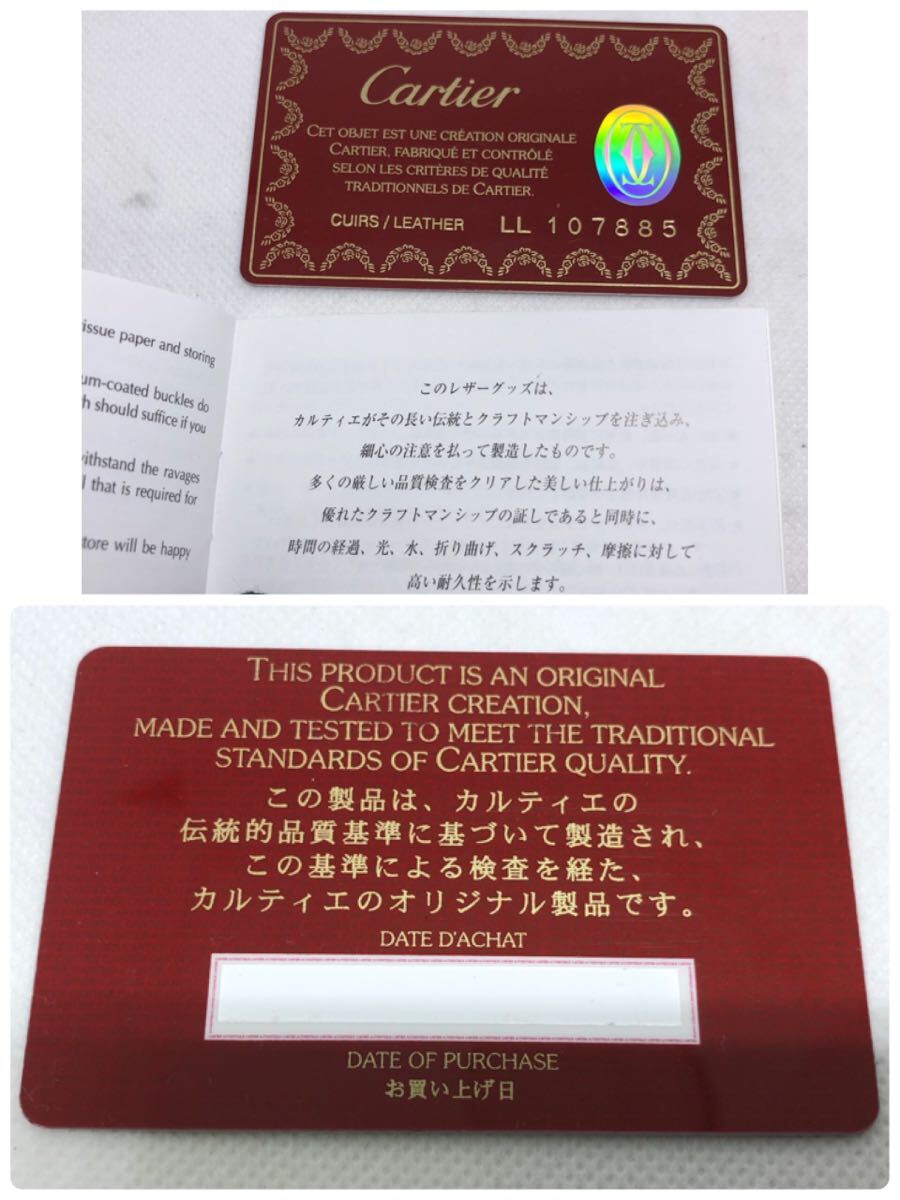 Cartier
CET OBJET EST UNE CRÉATION ORIGINALE
CARTIER, FABRIQUÉ ET CONTRÔLÉ
SELON LES CRITÈRES DE QUALITÉ
TRADITIONNELS DE CARTIER.
CUIRS / LEATHER LL 107885
issue paper and storing
um-coated buckles do
h should suffice if you
withstand the ravages
l that is required for
tore will be happy
このレザーグッズは、
カルティエがその長い伝統とクラフトマンシップを注ぎ込み、
細心の注意を払って製造したものです。
多くの厳しい品質検査をクリアした美しい仕上がりは、
優れたクラフトマンシップの証しであると同時に、
時間の経過、光、水、折り曲げ、スクラッチ、摩擦に対して
高い耐久性を示します。
THIS PRODUCT IS AN ORIGINAL
CARTIER CREATION,
MADE AND TESTED TO MEET THE TRADITIONAL
STANDARDS OF CARTIER QUALITY.
この製品は、カルティエの
伝統的品質基準に基づいて製造され、
この基準による検査を経た、
カルティエのオリジナル製品です。
DATE D'ACHAT
DATE OF PURCHASE
お買い上げ日